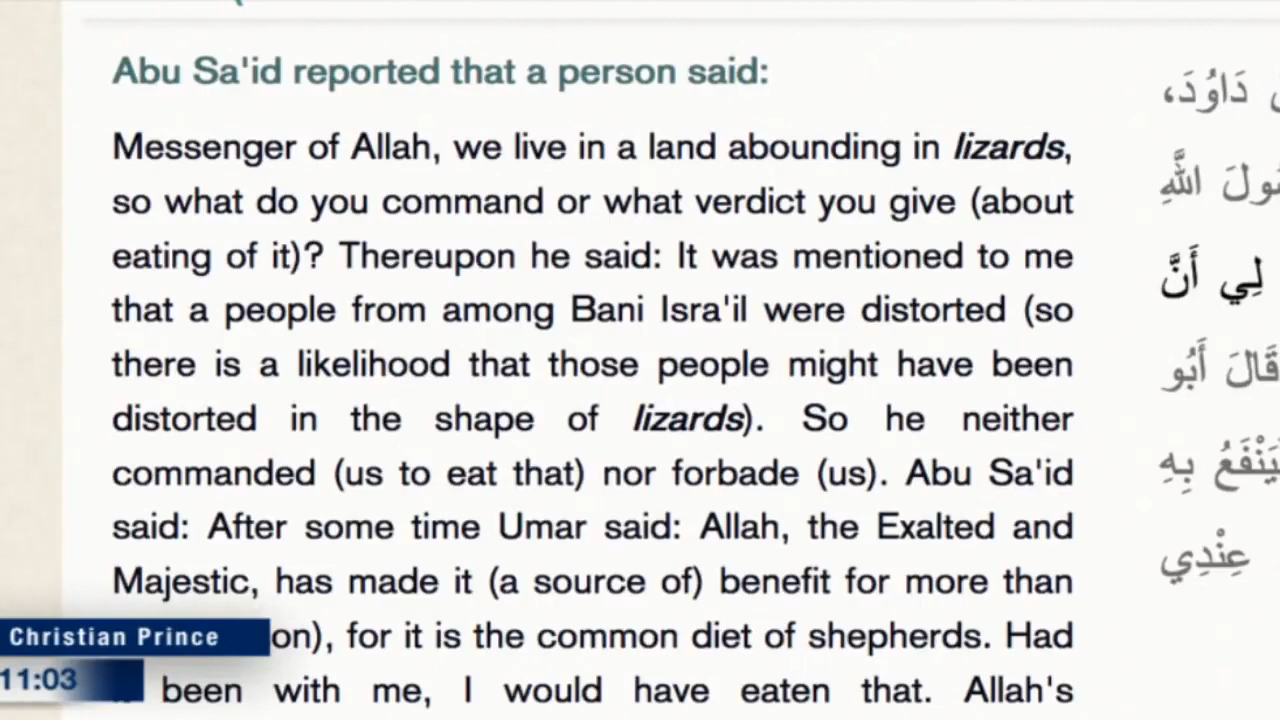 Abu Sa'id reported that a person said:
Messenger of Allah, we live in a land abounding in lizards,
so what do you command or what verdict you give (about
eating of it)? Thereupon he said: It was mentioned to me
that a people from among Bani Isra'il were distorted (so
there is a likelihood that those people might have been
distorted in the shape of lizards). So he neither
commanded (us to eat that) nor forbade (us). Abu Sa'id
said: After some time Umar said: Allah, the Exalted and
Majestic, has made it (a source of) benefit for more than
on), for it is the common diet of shepherds. Had
been with me, I would have eaten that. Allah's
دَاوُدَ،
اللَّهِ
لِي أَنَّ
قَالَ أَبُو
بِهِ
عِنْدِي
Christian Prince
11:03